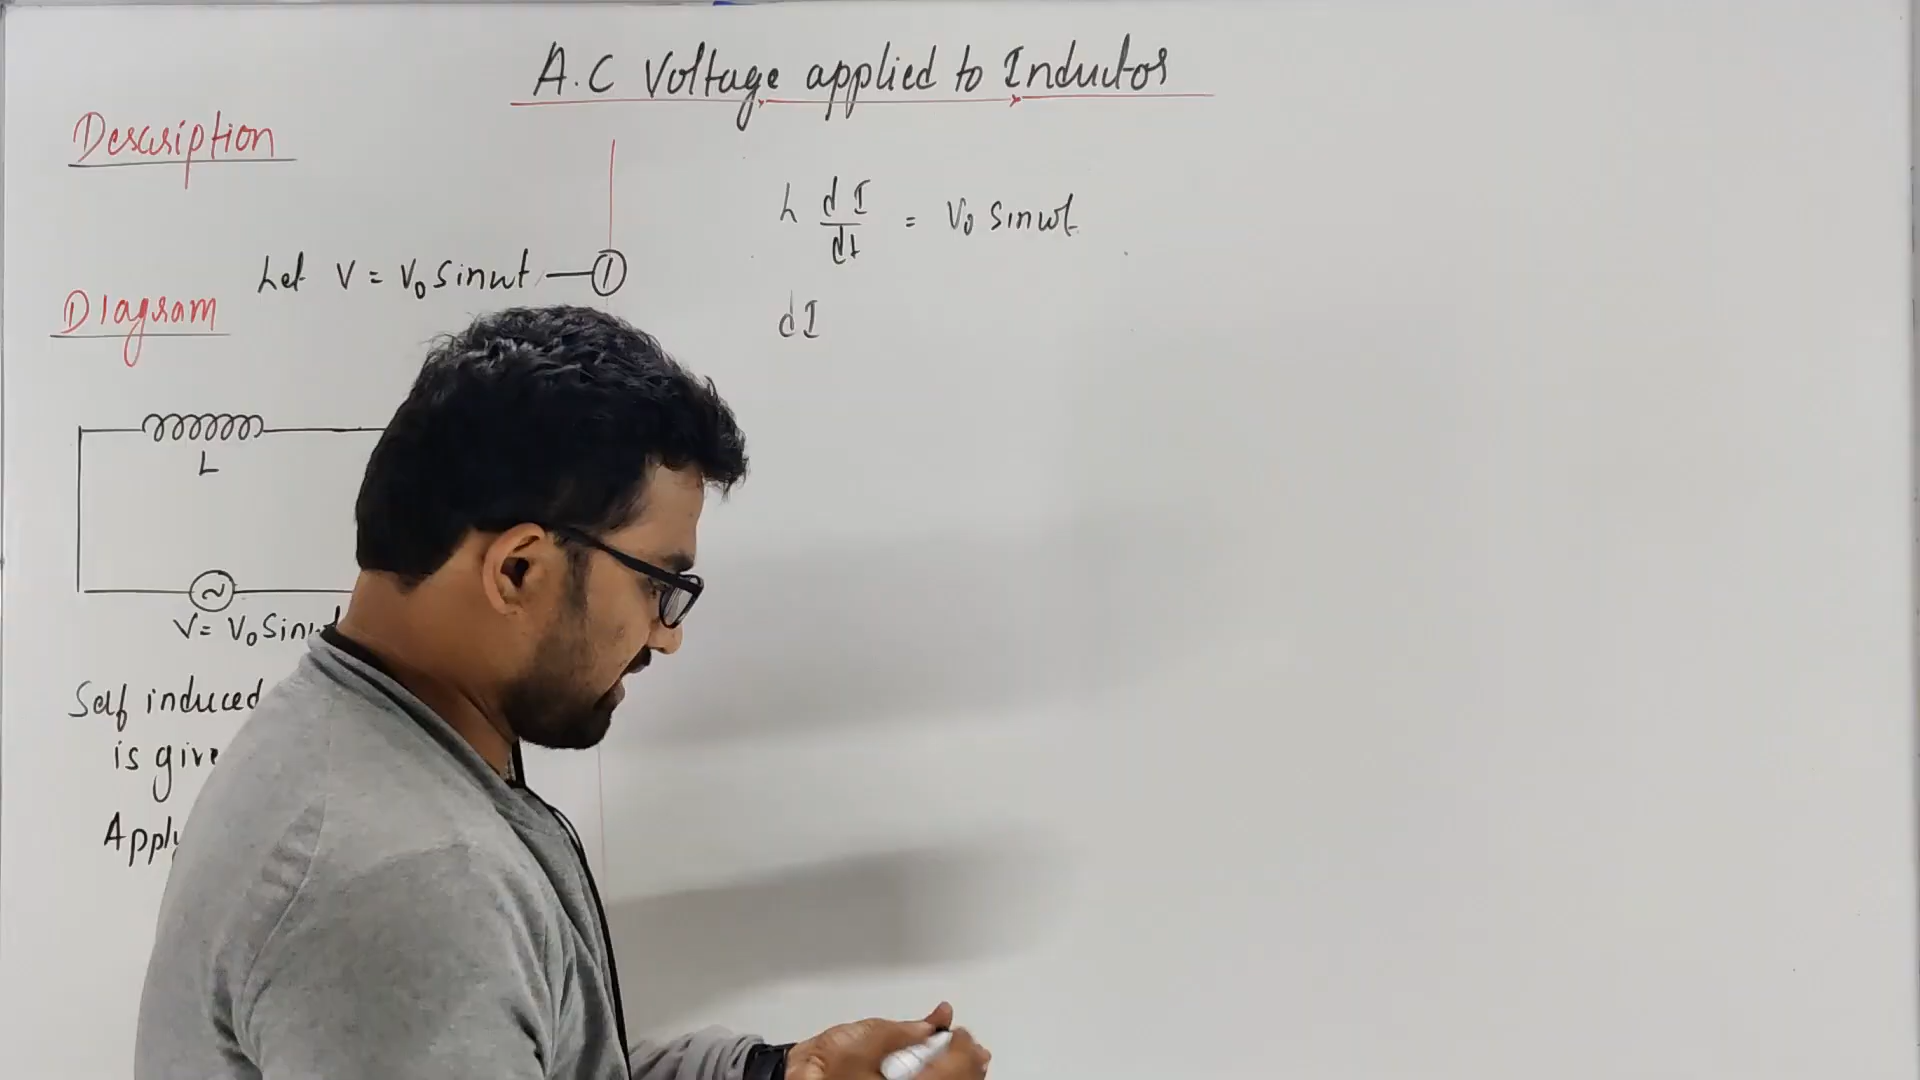 A.C Voltage applied to Inductor
Description
Let V = V₀ sinωt —①
Diagram
L
V = V₀ Sin
Self induced
is give
Apply
L dI/dt = V₀ Sinωt
dI